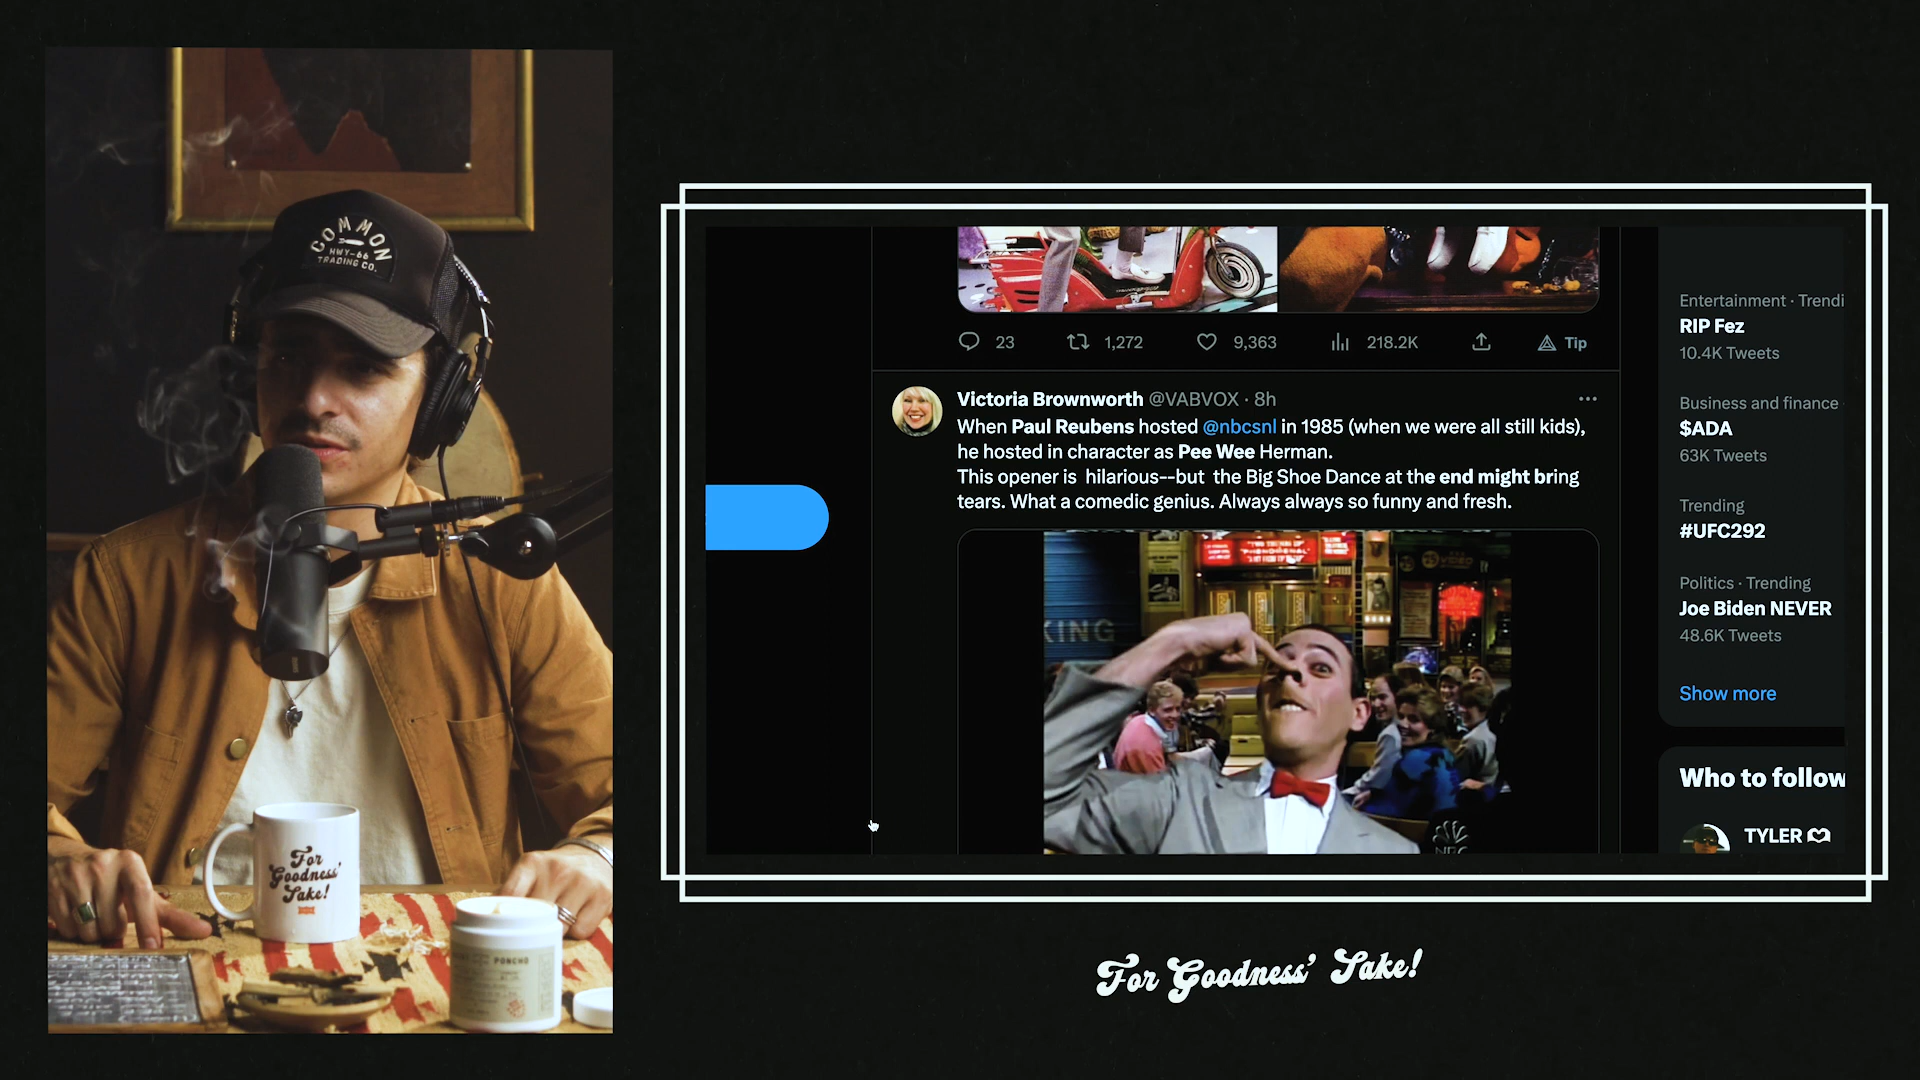 COMMON
HWY-66
TRADING CO.
For
Goodness'
Sake!
PONCHO
23
1,272
9,363
218.2K
Tip
Victoria Brownworth @VABVOX · 8h
When Paul Reubens hosted @nbcsnl in 1985 (when we were all still kids),
he hosted in character as Pee Wee Herman.
This opener is hilarious--but the Big Shoe Dance at the end might bring
tears. What a comedic genius. Always always so funny and fresh.
KING
Entertainment · Trendi
RIP Fez
10.4K Tweets
Business and finance ·
$ADA
63K Tweets
Trending
#UFC292
Politics · Trending
Joe Biden NEVER
48.6K Tweets
Show more
Who to follow
TYLER
For Goodness' Sake!